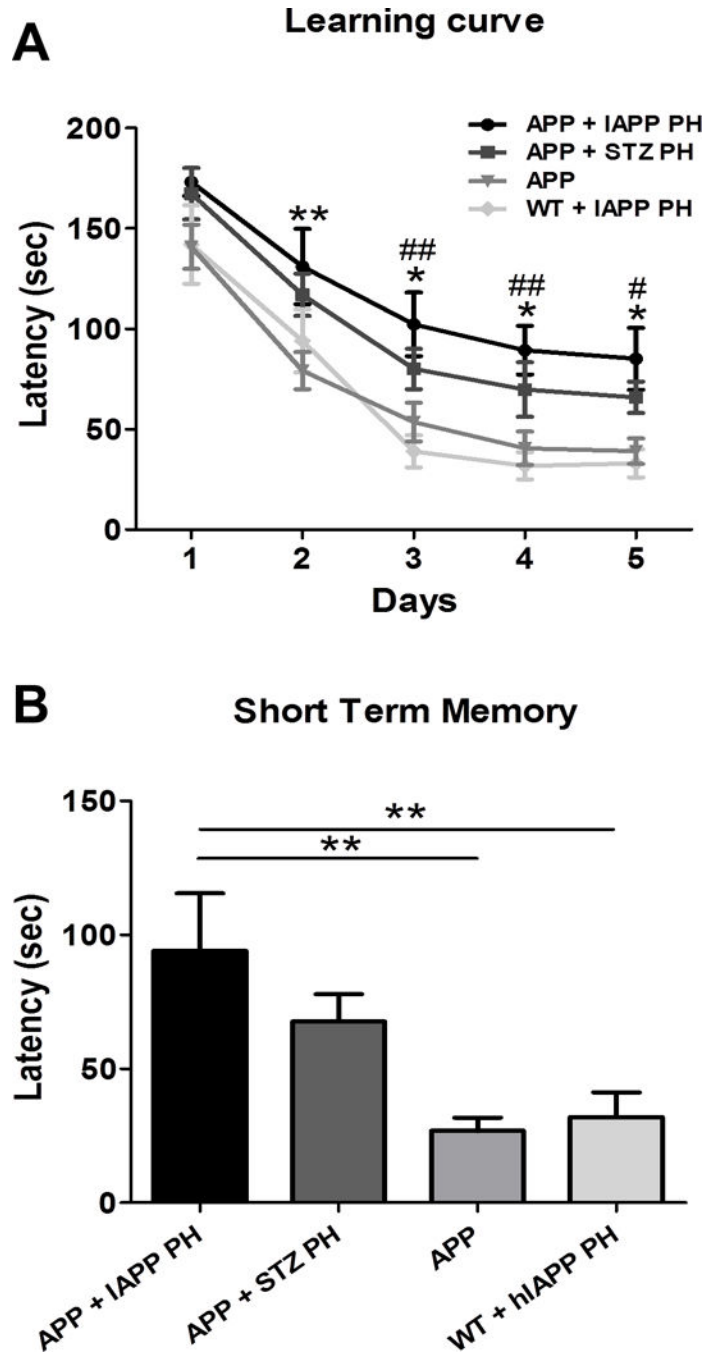 A
Learning curve
APP + IAPP PH
APP + STZ PH
APP
WT + IAPP PH
200
150
100
50
0
Latency (sec)
**
##
*
##
*
#
*
1 2 3 4 5
Days
B
Short Term Memory
150
100
50
0
Latency (sec)
**
**
APP + IAPP PH
APP + STZ PH
APP
WT + hIAPP PH